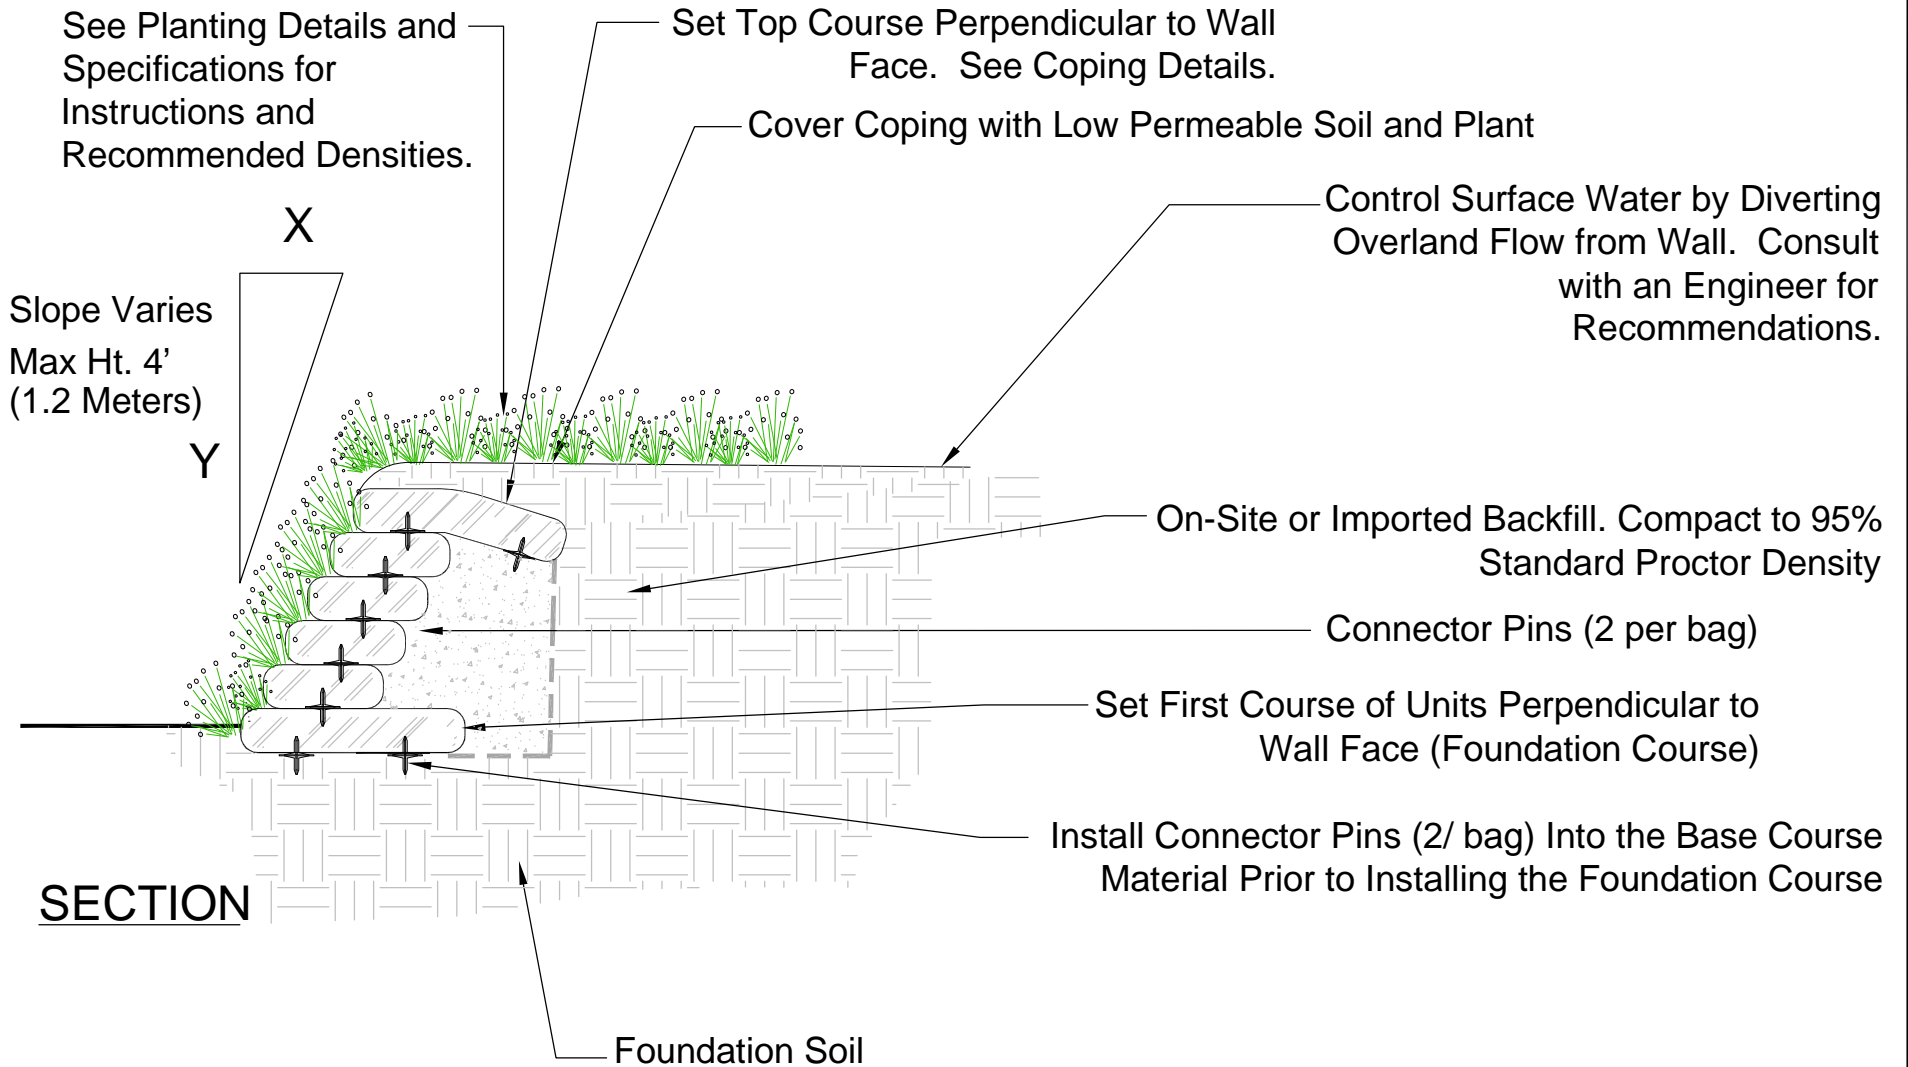 See Planting Details and
Specifications for
Instructions and
Recommended Densities.
Set Top Course Perpendicular to Wall
Face.  See Coping Details.
Cover Coping with Low Permeable Soil and Plant
Control Surface Water by Diverting
Overland Flow from Wall.  Consult
with an Engineer for
Recommendations.
X
Slope Varies
Max Ht. 4’
(1.2 Meters)
Y
On-Site or Imported Backfill. Compact to 95%
Standard Proctor Density
Connector Pins (2 per bag)
Set First Course of Units Perpendicular to
Wall Face (Foundation Course)
Install Connector Pins (2/ bag) Into the Base Course
Material Prior to Installing the Foundation Course
SECTION
Foundation Soil